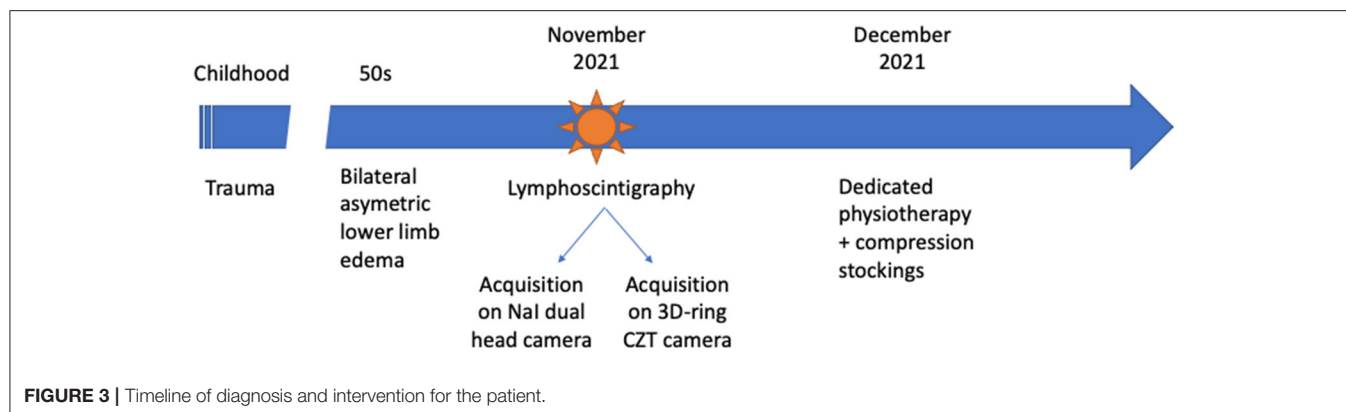 November
2021
December
2021
Childhood
50s
Trauma
Bilateral
asymetric
lower limb
edema
Lymphoscintigraphy
Dedicated
physiotherapy
+ compression
stockings
Acquisition
on NaI dual
head camera
Acquisition
on 3D-ring
CZT camera
FIGURE 3 | Timeline of diagnosis and intervention for the patient.